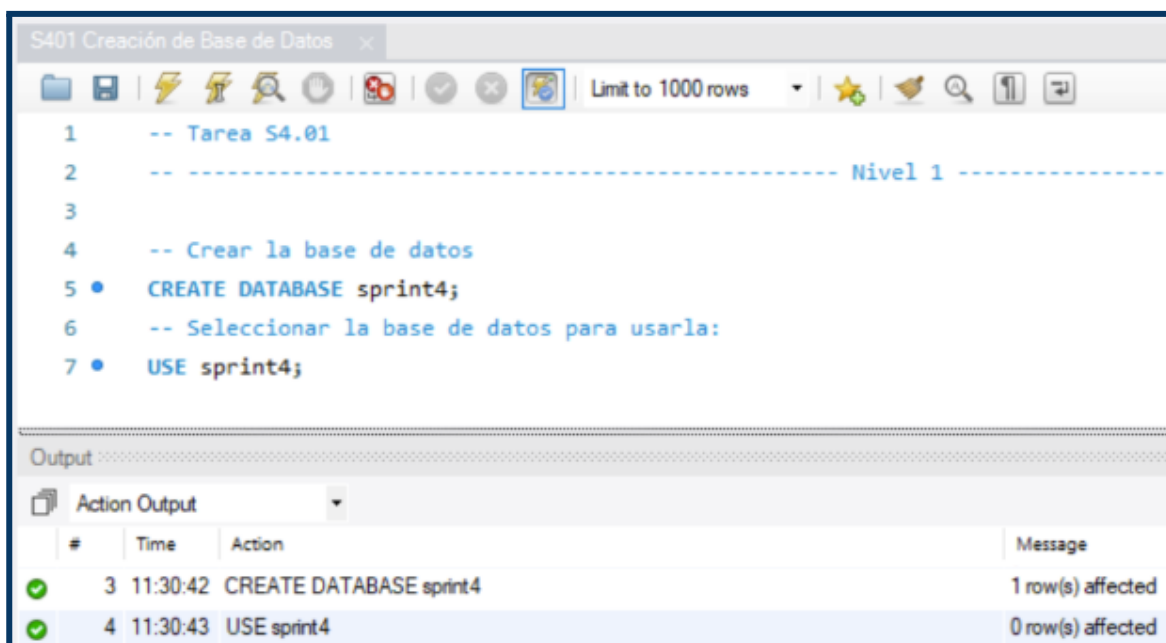 S401 Creación de Base de Datos ×
Limit to 1000 rows
1 -- Tarea S4.01
2 -- -------------------------------------------------- Nivel 1 ----------------
3
4 -- Crear la base de datos
5 CREATE DATABASE sprint4;
6 -- Seleccionar la base de datos para usarla:
7 USE sprint4;
Output
Action Output
# Time Action Message
3 11:30:42 CREATE DATABASE sprint4 1 row(s) affected
4 11:30:43 USE sprint4 0 row(s) affected